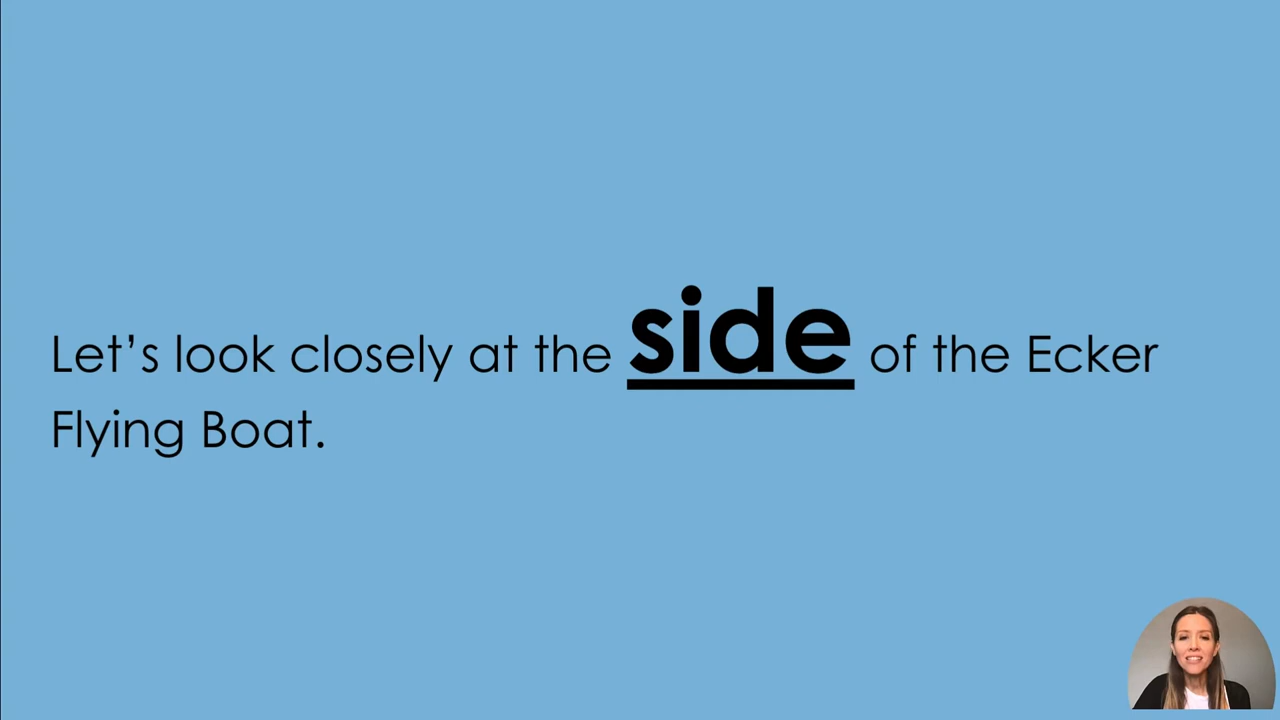 Let’s look closely at the side of the Ecker
Flying Boat.